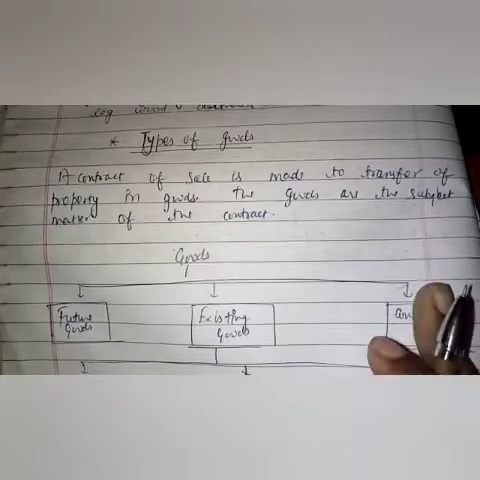 * Types of goods
A contract of sale is made to transfer of
property in goods the goods are the subject
matter of the contract.
Goods
Future
Goods
Existing
Goods